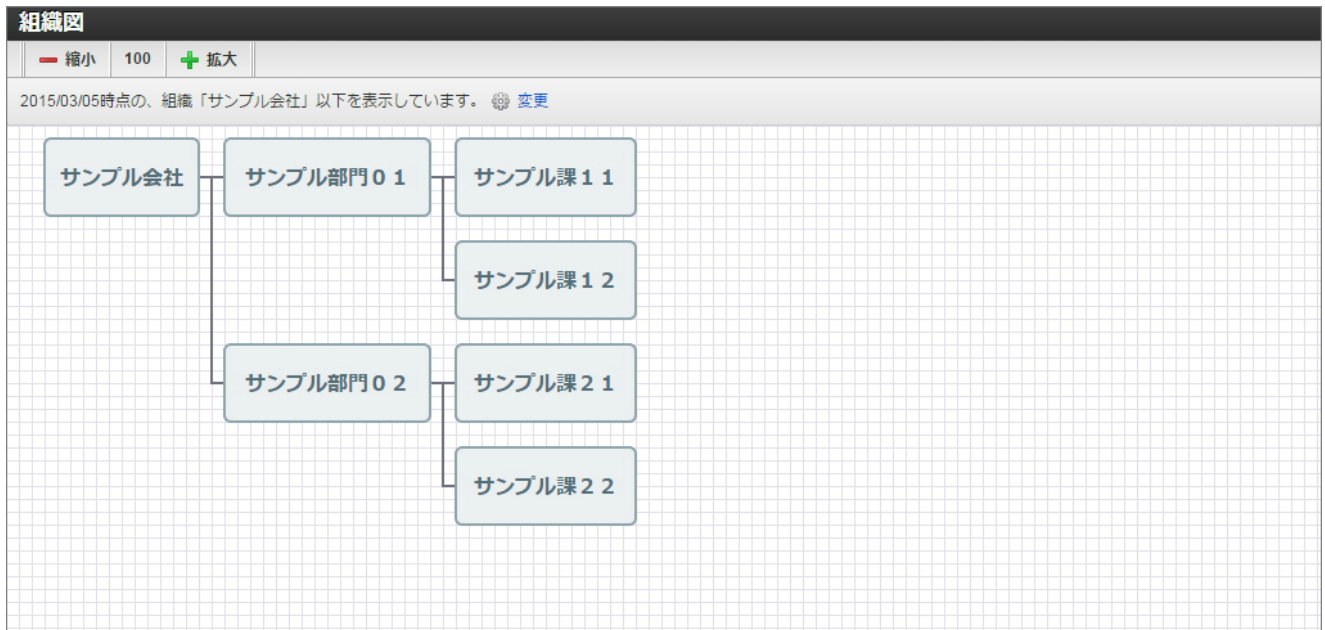 組織図
縮小 100 拡大
2015/03/05時点の、組織「サンプル会社」以下を表示しています。 変更
サンプル会社 サンプル部門０１ サンプル課１１
サンプル課１２
サンプル部門０２ サンプル課２１
サンプル課２２